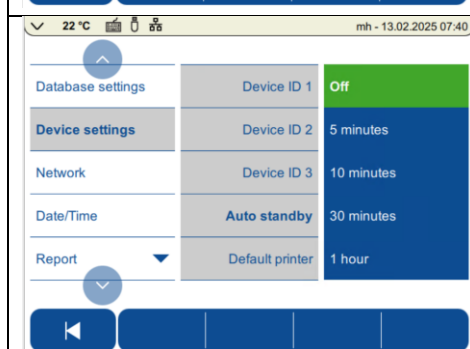 22 °C mh - 13.02.2025 07:40
Database settings Device ID 1 Off
Device settings Device ID 2 5 minutes
Network Device ID 3 10 minutes
Date/Time Auto standby 30 minutes
Report Default printer 1 hour